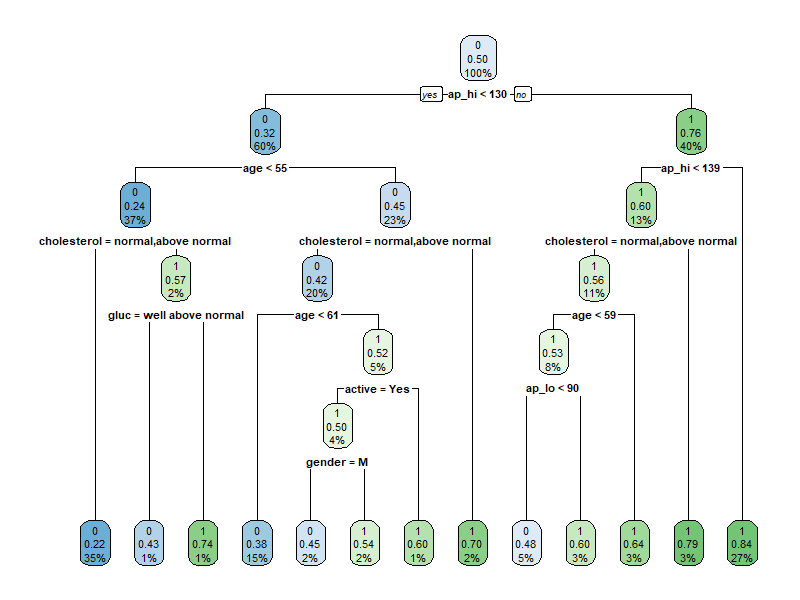 0
0.50
100%
yes ap_hi < 130 no
0
0.32
60%
1
0.76
40%
age < 55
ap_hi < 139
0
0.24
37%
0
0.45
23%
1
0.60
13%
cholesterol = normal,above normal
cholesterol = normal,above normal
cholesterol = normal,above normal
1
0.57
2%
0
0.42
20%
1
0.56
11%
gluc = well above normal
age < 61
age < 59
1
0.52
5%
1
0.53
8%
active = Yes
ap_lo < 90
1
0.50
4%
gender = M
0 0 1 0 0 1 1 1 0 1 1 1 1
0.22 0.43 0.74 0.38 0.45 0.54 0.60 0.70 0.48 0.60 0.64 0.79 0.84
35% 1% 1% 15% 2% 2% 1% 2% 5% 3% 3% 3% 27%